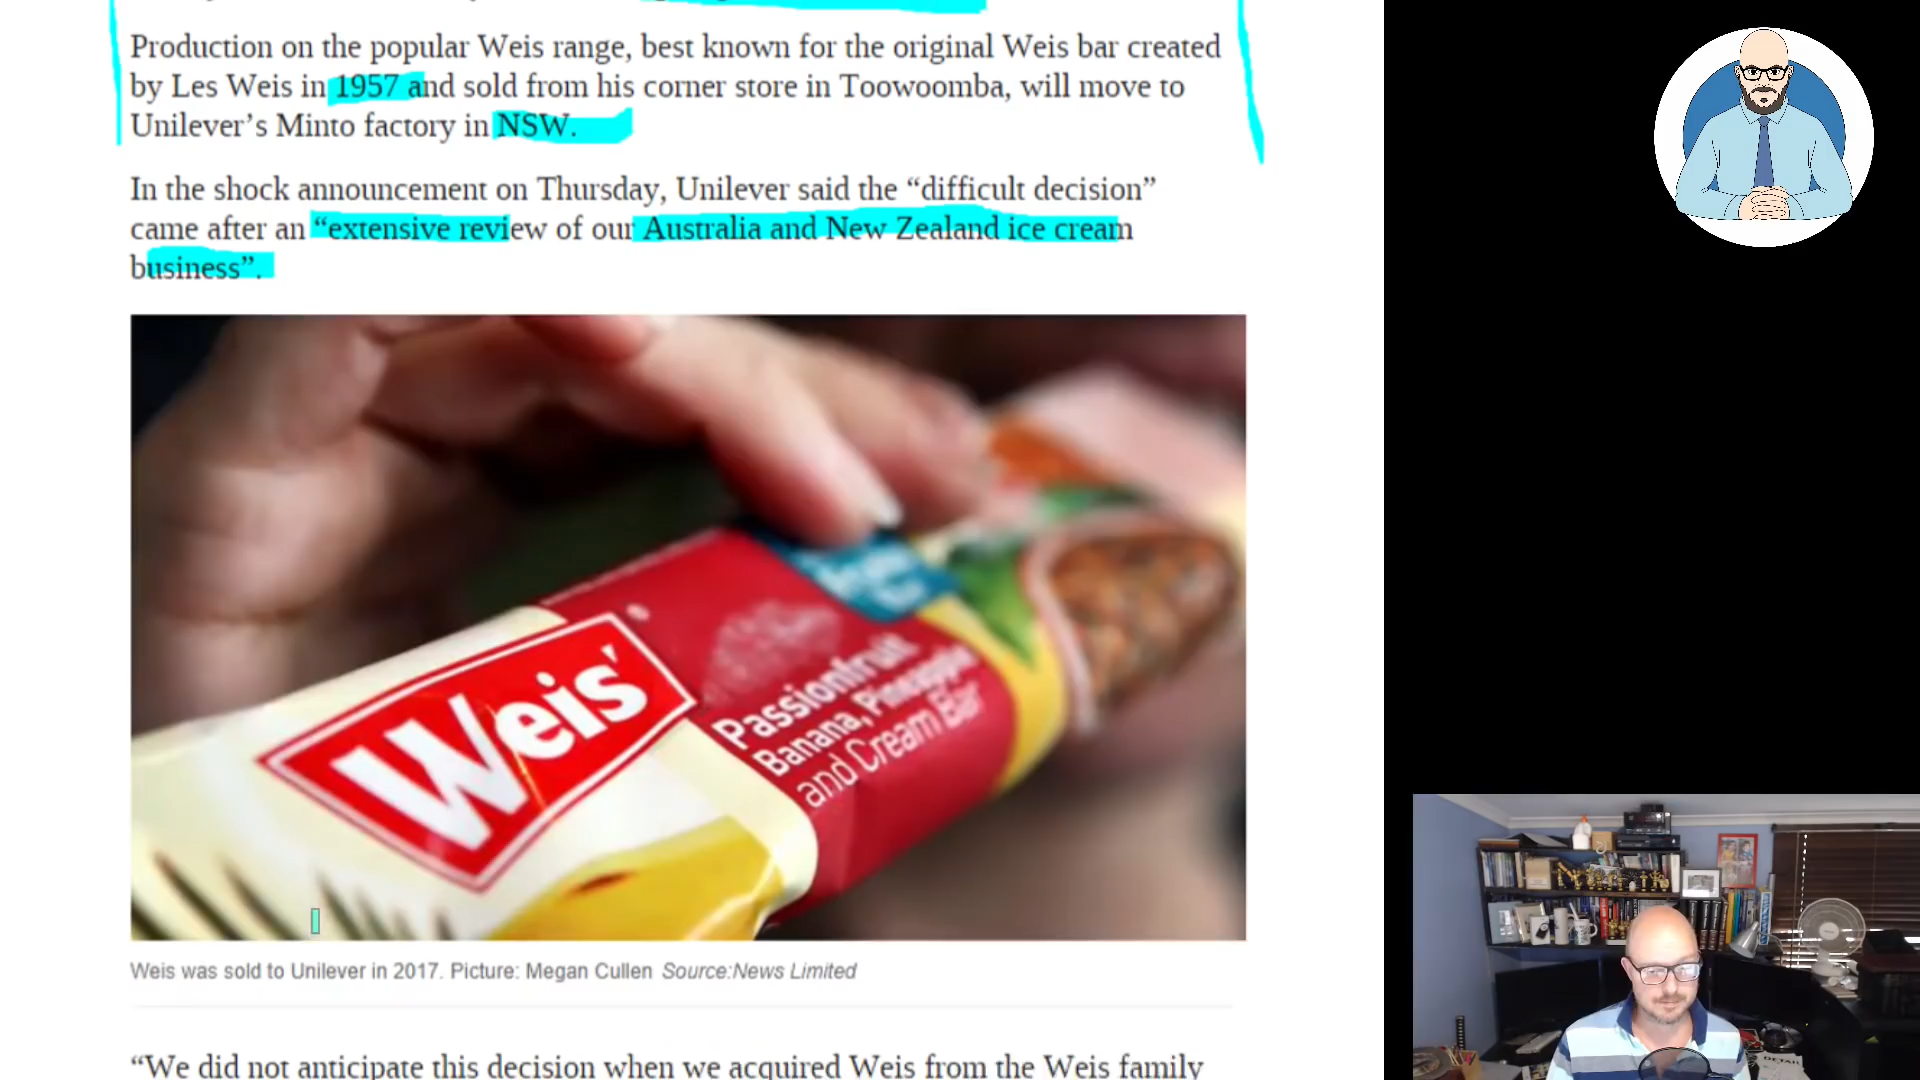 Production on the popular Weis range, best known for the original Weis bar created
by Les Weis in 1957 and sold from his corner store in Toowoomba, will move to
Unilever’s Minto factory in NSW.
In the shock announcement on Thursday, Unilever said the “difficult decision”
came after an “extensive review of our Australia and New Zealand ice cream
business”.
Weis’
Passionfruit
Banana, Pineapple
and Cream Bar
Weis was sold to Unilever in 2017. Picture: Megan Cullen Source:News Limited
“We did not anticipate this decision when we acquired Weis from the Weis family